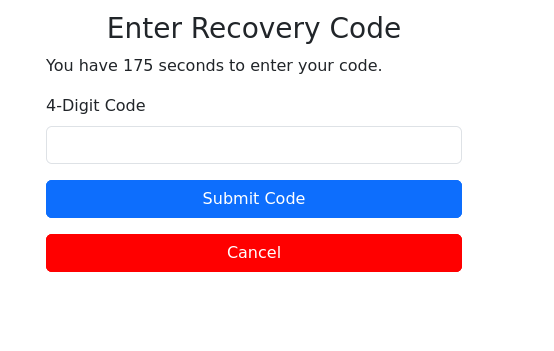 Enter Recovery Code
You have 175 seconds to enter your code.
4-Digit Code
Submit Code
Cancel